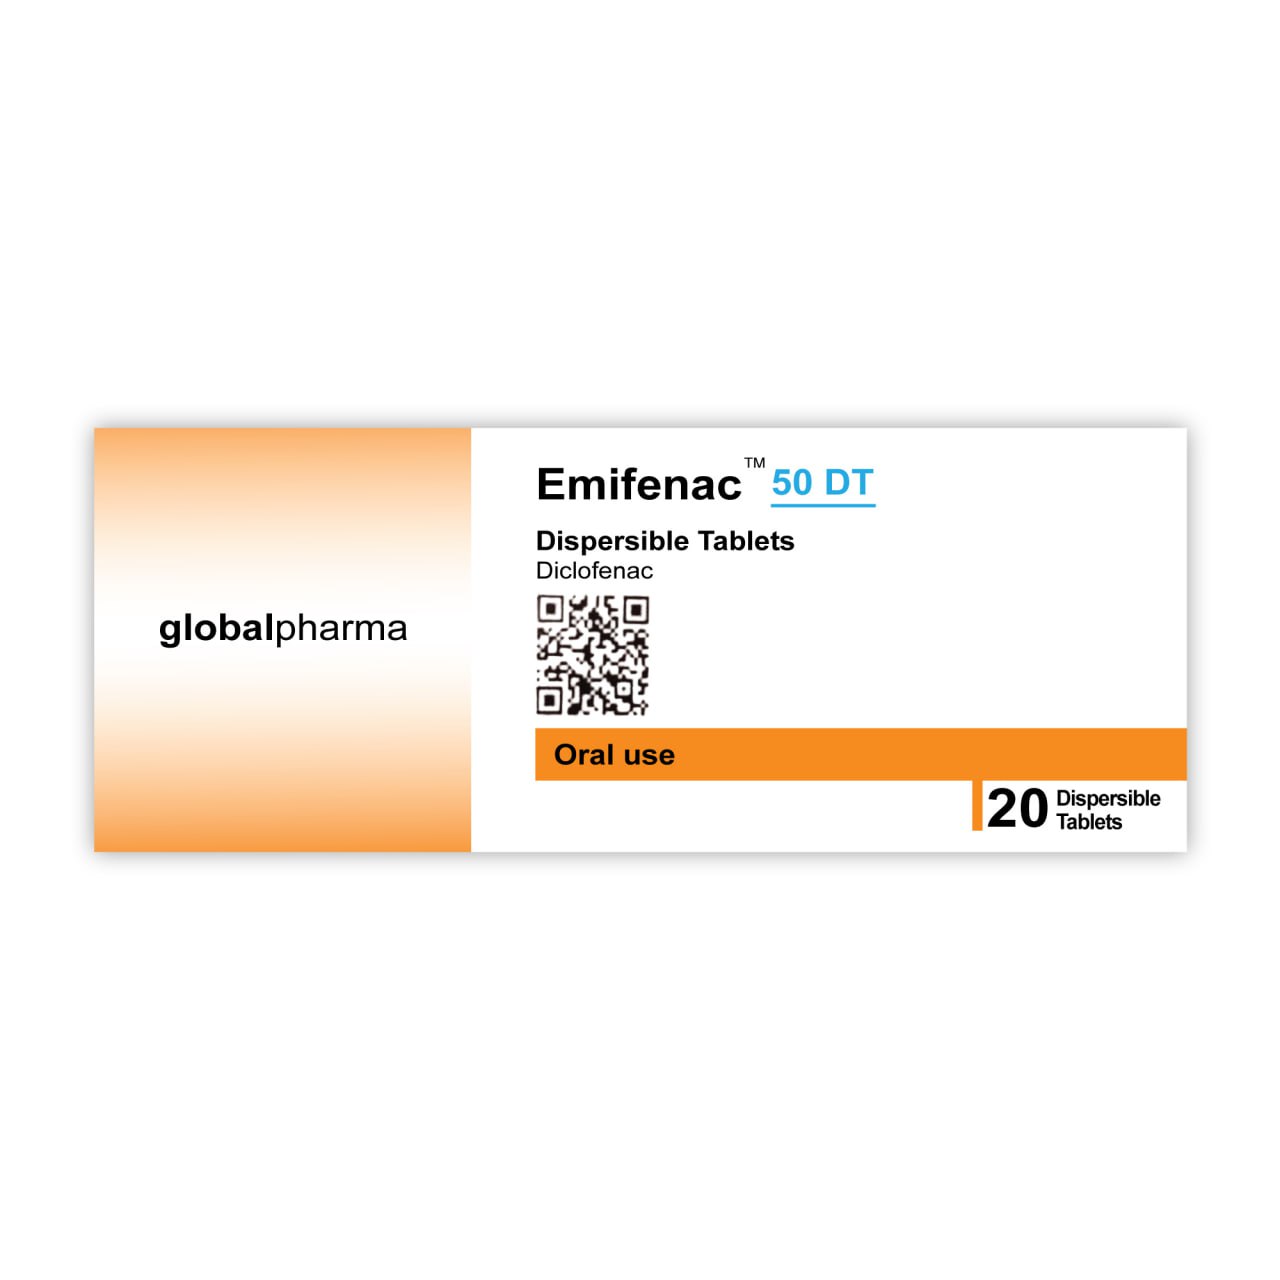 globalpharma
Emifenac™ 50 DT
Dispersible Tablets
Diclofenac
Oral use
20 Dispersible
Tablets